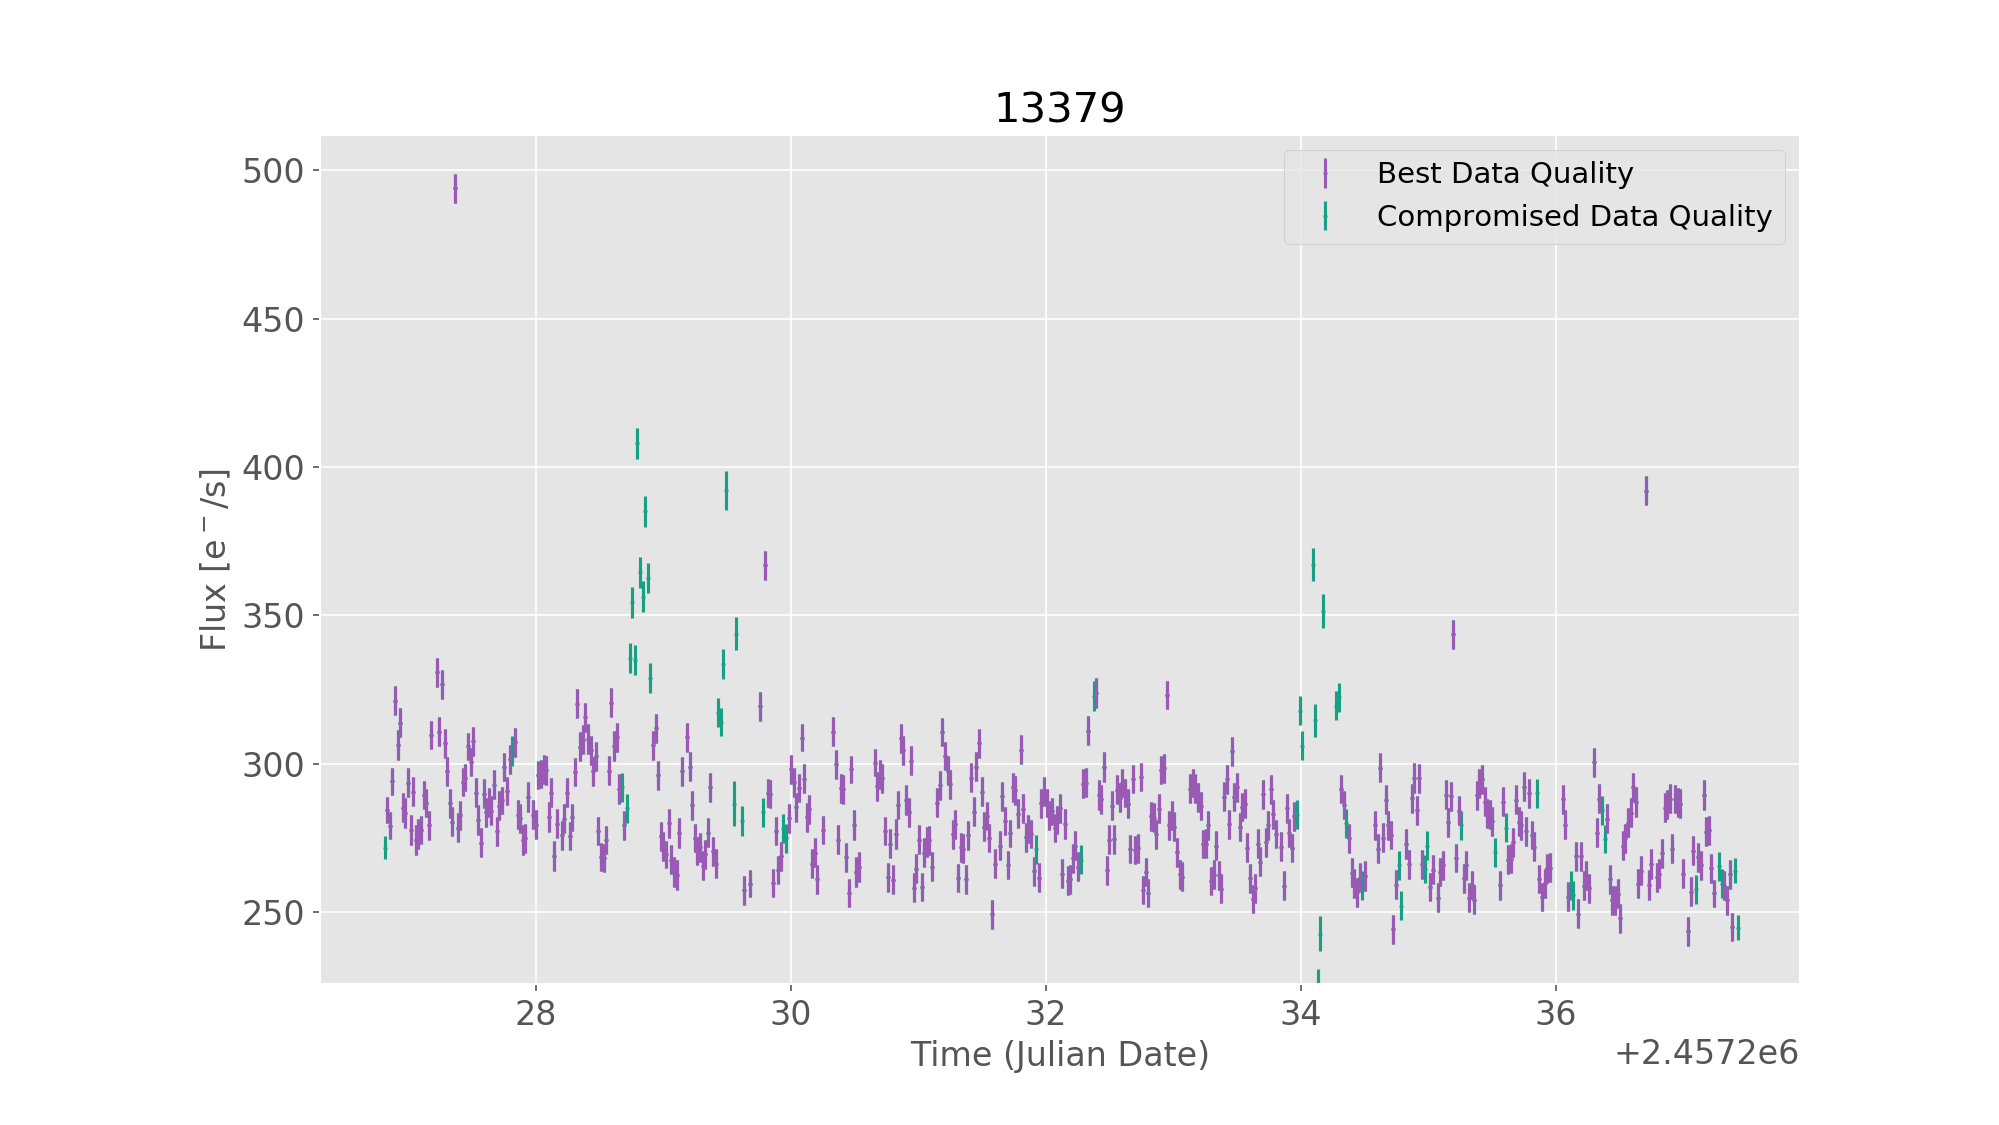 13379
Best Data Quality
Compromised Data Quality
500
450
400
350
300
250
Flux [e⁻/s]
28 30 32 34 36
Time (Julian Date)
+2.4572e6